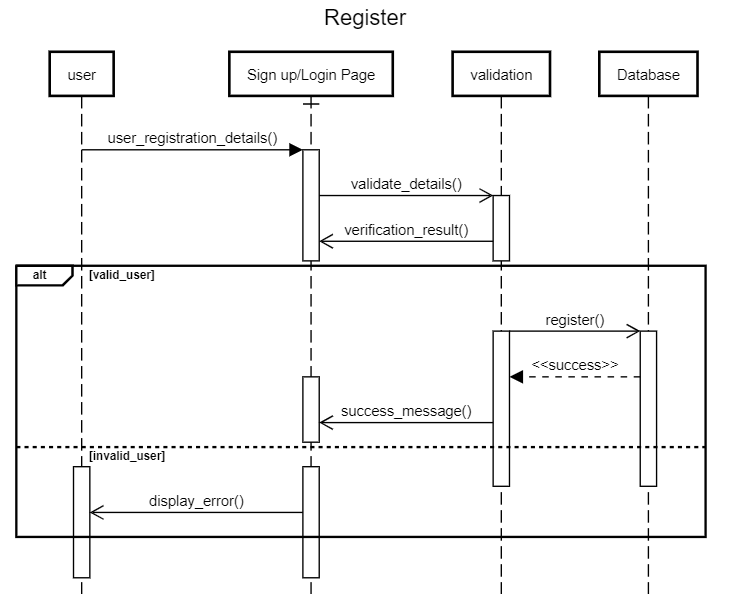 Register
user
Sign up/Login Page
validation
Database
user_registration_details()
validate_details()
verification_result()
alt
[valid_user]
register()
<<success>>
success_message()
[invalid_user]
display_error()